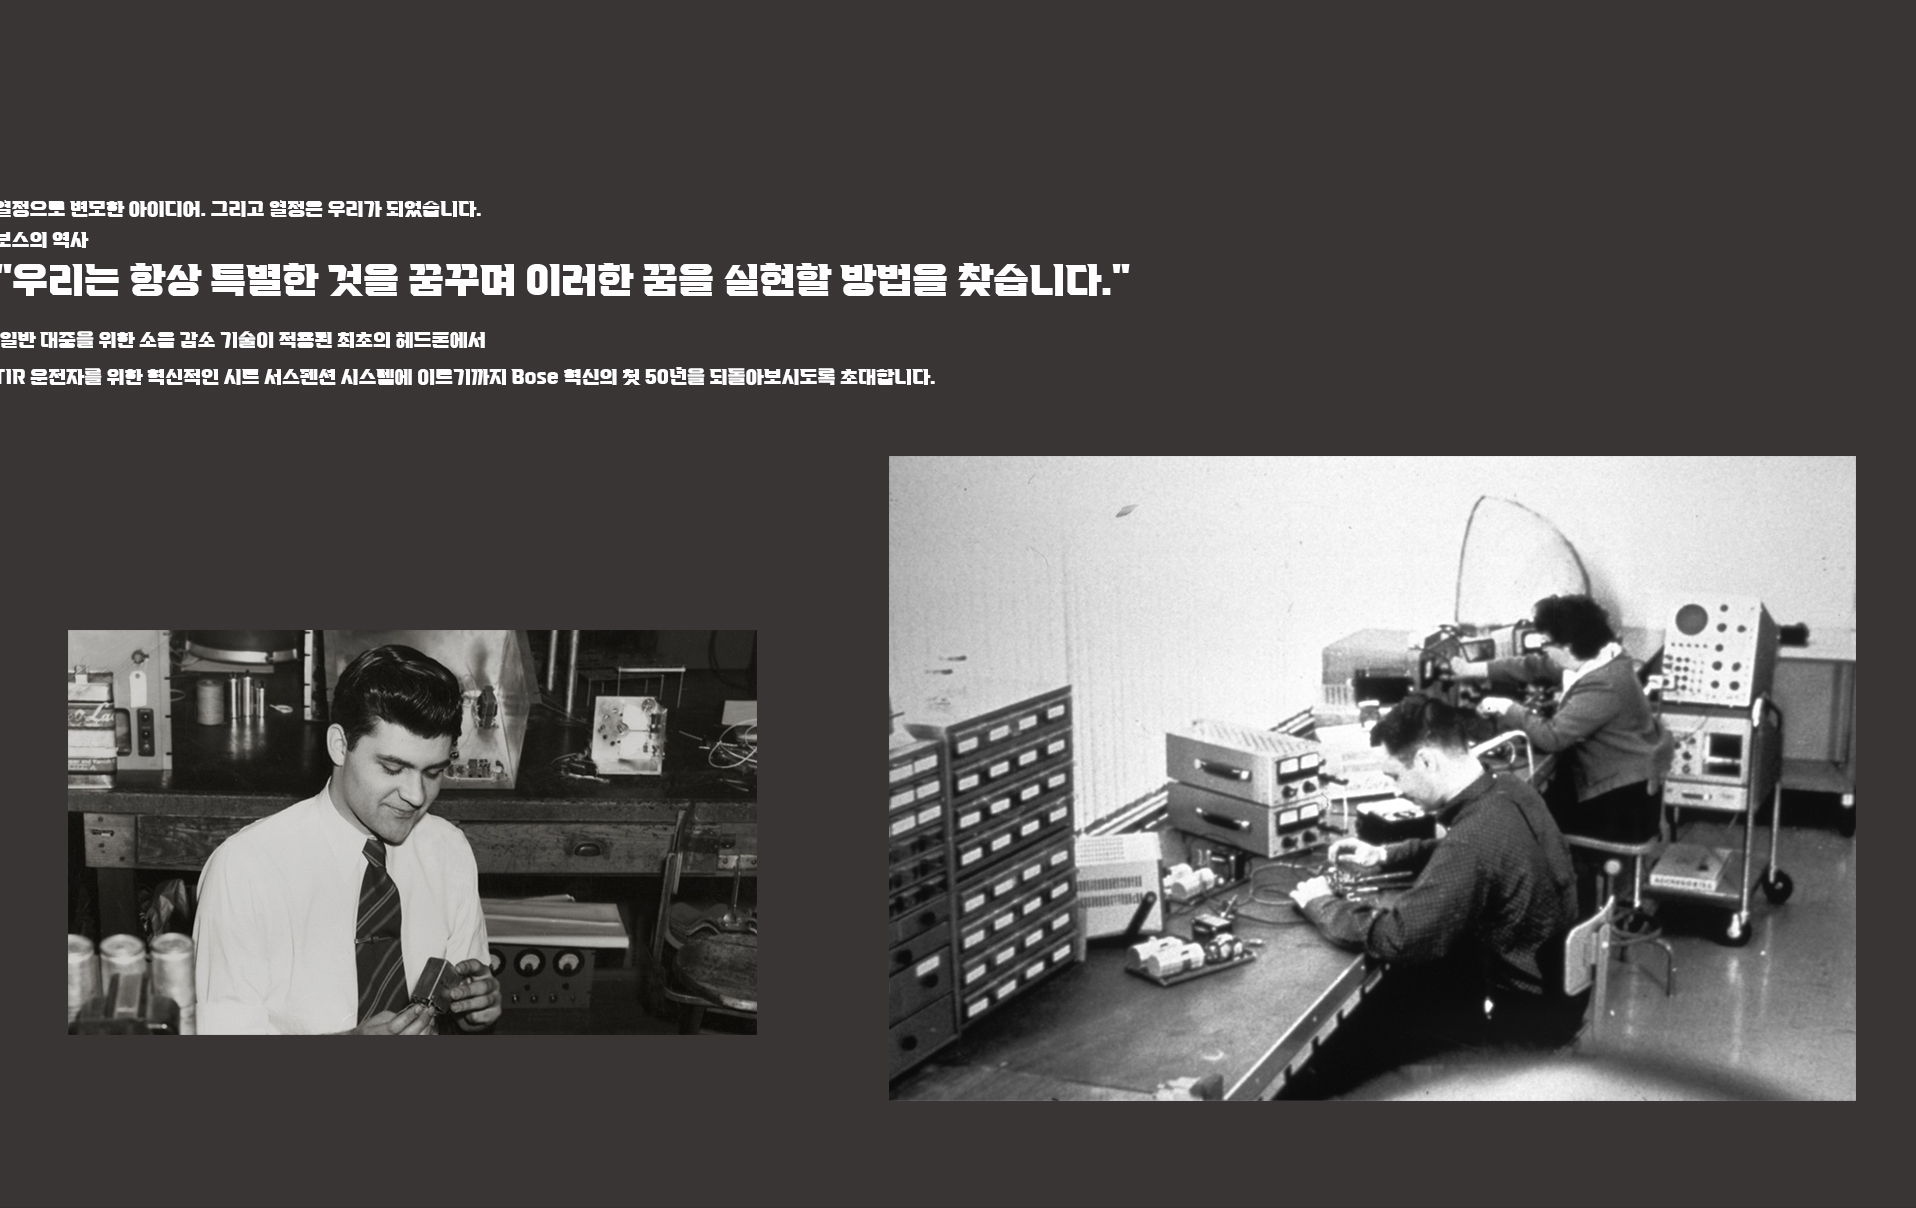 열정으로 변모한 아이디어. 그리고 열정은 우리가 되었습니다.
보스의 역사
"우리는 항상 특별한 것을 꿈꾸며 이러한 꿈을 실현할 방법을 찾습니다."
일반 대중을 위한 소음 감소 기술이 적용된 최초의 헤드폰에서
TIR 운전자를 위한 혁신적인 시트 서스펜션 시스템에 이르기까지 Bose 혁신의 첫 50년을 되돌아보시도록 초대합니다.